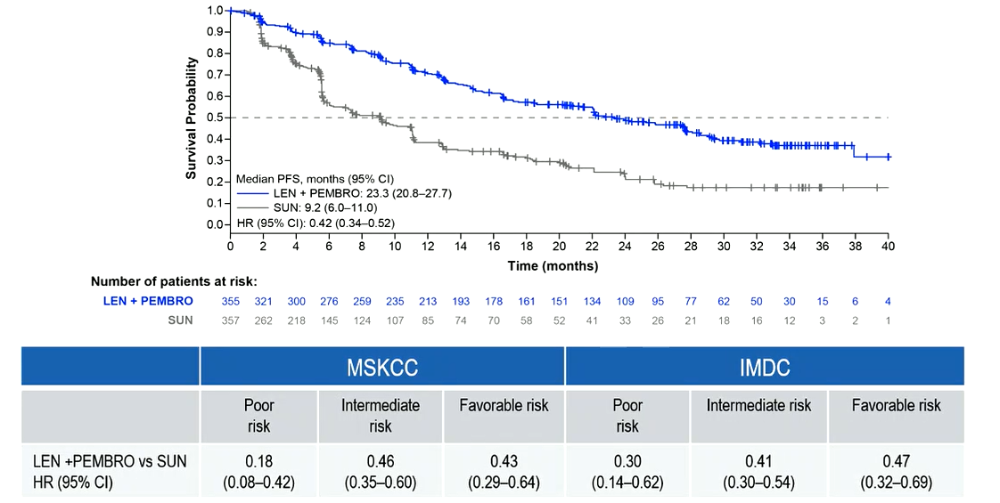 1.0
0.9
0.8
0.7
0.6
0.5
0.4
0.3
0.2
0.1
0.0
Survival Probability
Median PFS, months (95% CI)
LEN + PEMBRO: 23.3 (20.8–27.7)
SUN: 9.2 (6.0–11.0)
HR (95% CI): 0.42 (0.34–0.52)
0 2 4 6 8 10 12 14 16 18 20 22 24 26 28 30 32 34 36 38 40
Time (months)
Number of patients at risk:
LEN + PEMBRO 355 321 300 276 259 235 213 193 178 161 151 134 109 95 77 62 50 30 15 6 4
SUN 357 262 218 145 124 107 85 74 70 58 52 41 33 26 21 18 16 12 3 2 1
MSKCC IMDC
Poor Intermediate Favorable risk Poor Intermediate risk Favorable risk
risk risk risk
LEN +PEMBRO vs SUN 0.18 0.46 0.43 0.30 0.41 0.47
HR (95% CI) (0.08–0.42) (0.35–0.60) (0.29–0.64) (0.14–0.62) (0.30–0.54) (0.32–0.69)